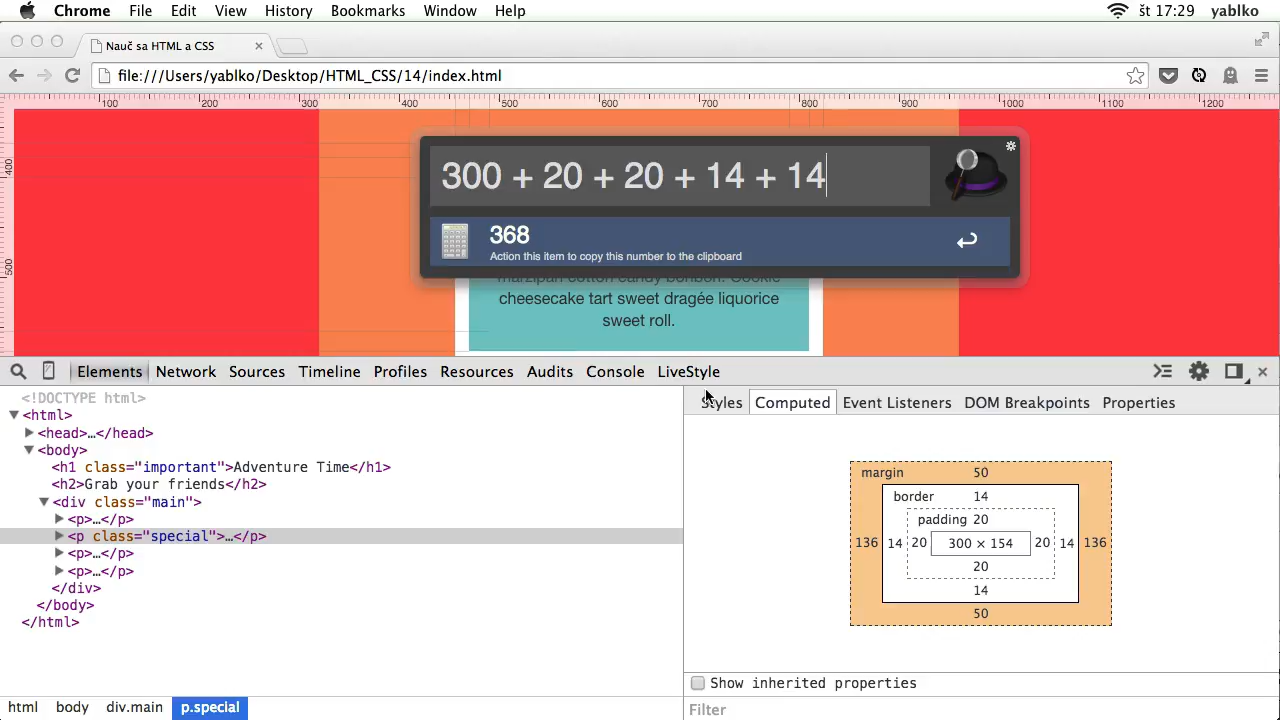 Chrome File Edit View History Bookmarks Window Help št 17:29 yablko
Nauč sa HTML a CSS
file:///Users/yablko/Desktop/HTML_CSS/14/index.html
100 200 300 400 500 600 700 800 900 1000 1100 1200
400
500
300 + 20 + 20 + 14 + 14
368
Action this item to copy this number to the clipboard
marzipan cotton candy bonbon. Cookie
cheesecake tart sweet dragée liquorice
sweet roll.
Elements Network Sources Timeline Profiles Resources Audits Console LiveStyle
<!DOCTYPE html>
<html>
<head>…</head>
<body>
<h1 class="important">Adventure Time</h1>
<h2>Grab your friends</h2>
<div class="main">
<p>…</p>
<p class="special">…</p>
<p>…</p>
<p>…</p>
</div>
</body>
</html>
html body div.main p.special
Styles Computed Event Listeners DOM Breakpoints Properties
margin 50
border 14
padding 20
136 14 20 300 × 154 20 14 136
20
14
50
Show inherited properties
Filter